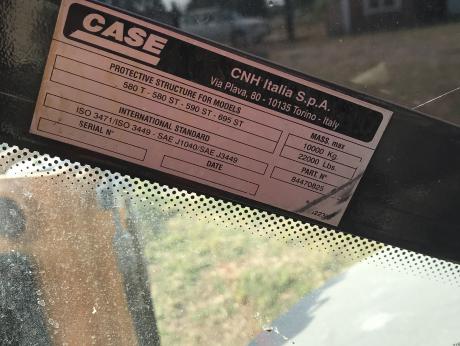 CASE
CNH Italia S.p.A.
Via Plava, 80 - 10135 Torino - Italy
PROTECTIVE STRUCTURE FOR MODELS
580 T - 580 ST - 590 ST - 695 ST
INTERNATIONAL STANDARD
ISO 3471/ISO 3449 - SAE J1040/SAE J3449
MASS. max
10000 Kg.
22000 Lbs
SERIAL N°
DATE
PART. N°
84470825